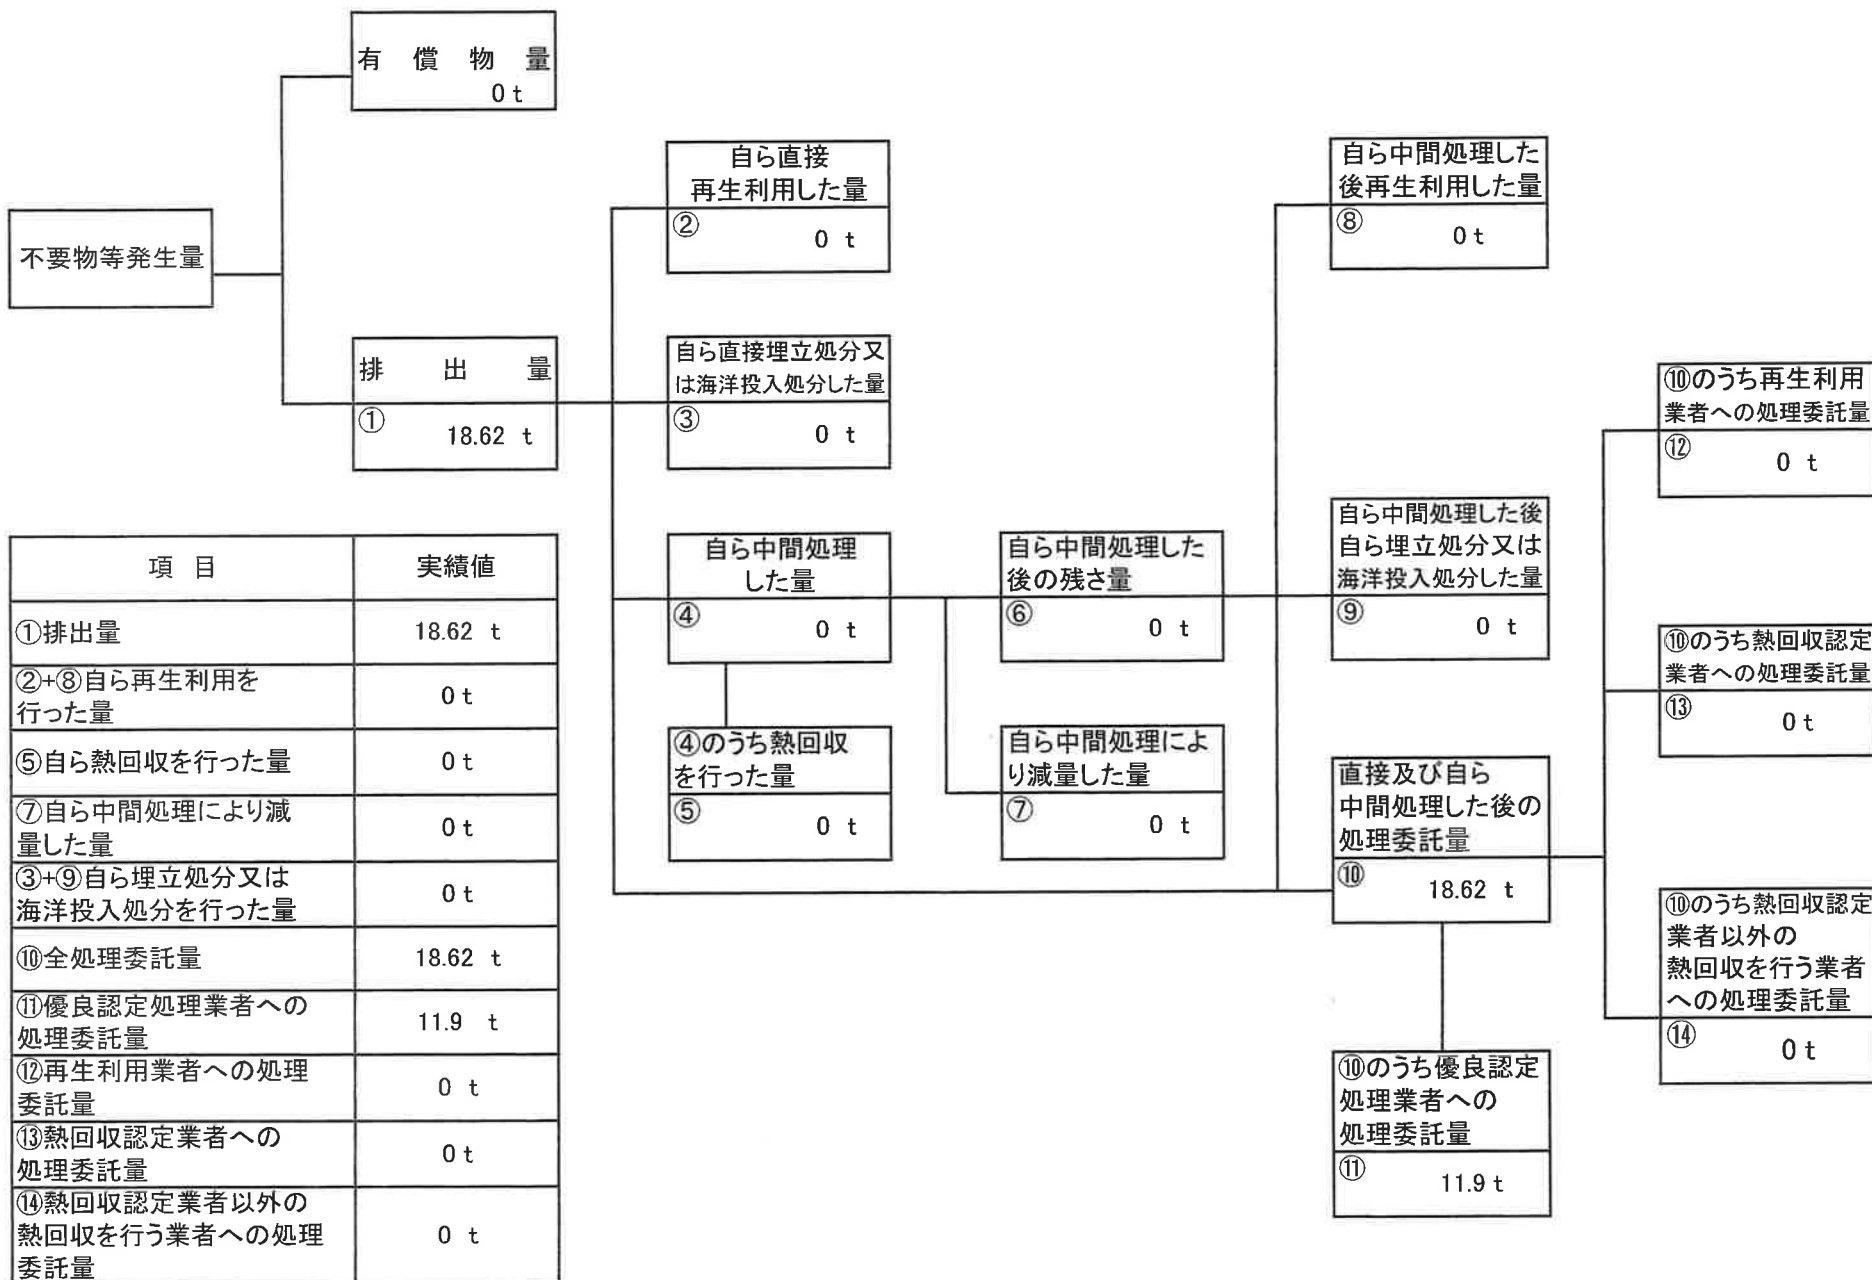 有償物量
0 t
不要物等発生量
排出量
① 18.62 t
自ら直接
再生利用した量
② 0 t
自ら直接埋立処分又
は海洋投入処分した量
③ 0 t
自ら中間処理
した量
④ 0 t
④のうち熱回収
を行った量
⑤ 0 t
自ら中間処理した
後の残さ量
⑥ 0 t
自ら中間処理によ
り減量した量
⑦ 0 t
自ら中間処理した
後再生利用した量
⑧ 0 t
自ら中間処理した後
自ら埋立処分又は
海洋投入処分した量
⑨ 0 t
直接及び自ら
中間処理した後の
処理委託量
⑩ 18.62 t
⑩のうち優良認定
処理業者への
処理委託量
⑪ 11.9 t
⑩のうち再生利用
業者への処理委託量
⑫ 0 t
⑩のうち熱回収認定
業者への処理委託量
⑬ 0 t
⑩のうち熱回収認定
業者以外の
熱回収を行う業者
への処理委託量
⑭ 0 t
項目 実績値
①排出量 18.62 t
②+⑧自ら再生利用を
行った量 0 t
⑤自ら熱回収を行った量 0 t
⑦自ら中間処理により減
量した量 0 t
③+⑨自ら埋立処分又は
海洋投入処分を行った量 0 t
⑩全処理委託量 18.62 t
⑪優良認定処理業者への
処理委託量 11.9 t
⑫再生利用業者への処理
委託量 0 t
⑬熱回収認定業者への
処理委託量 0 t
⑭熱回収認定業者以外の
熱回収を行う業者への処理
委託量 0 t